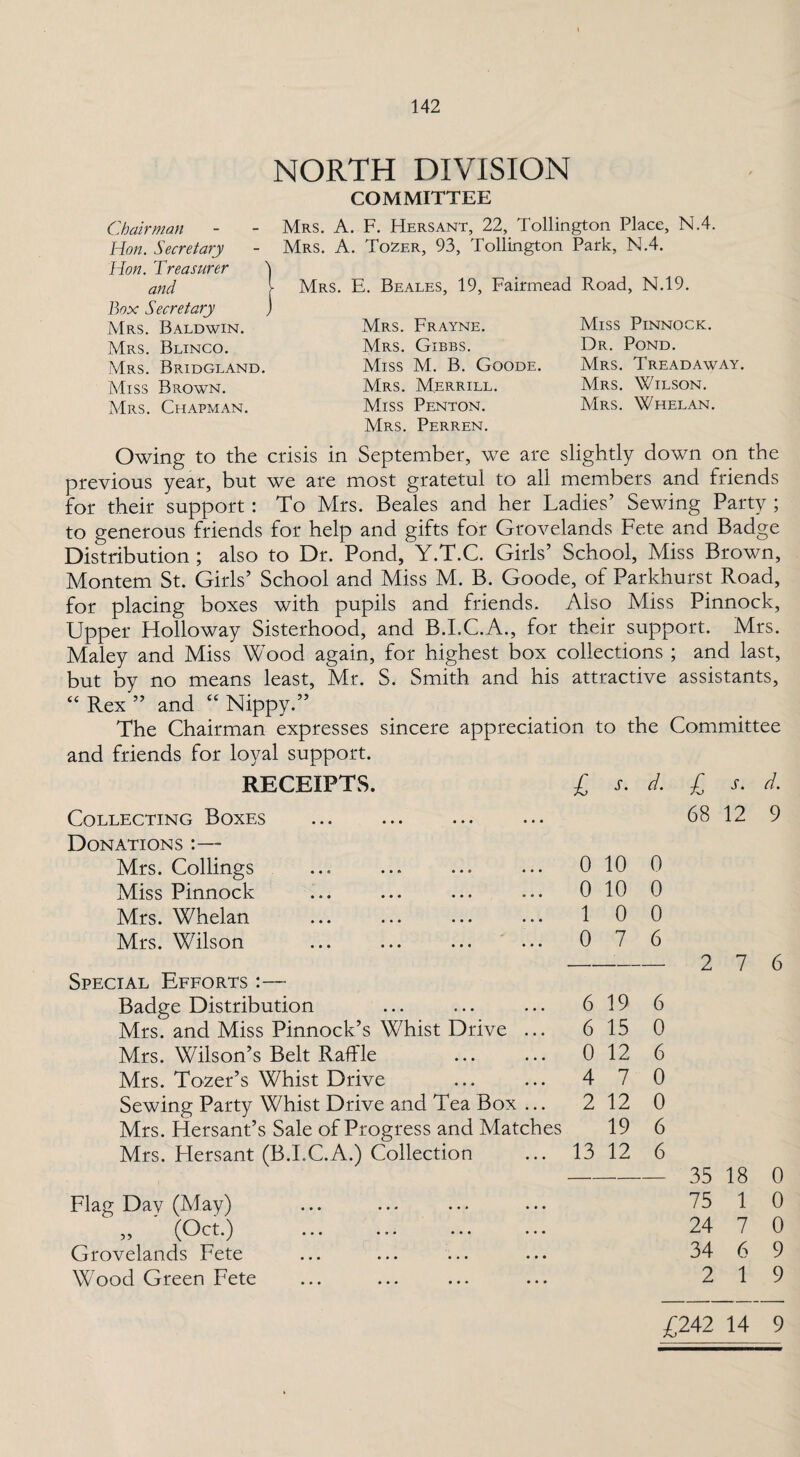 142
NORTH DIVISION
COMMITTEE
Chairman - - Mrs. A. F. Hersant, 22, Tollington Place, N.4.
Hon. Secretary - Mrs. A. Tozer, 93, Tollington Park, N.4.
Hon. Treasurer
and } Mrs. E. Beales, 19, Fairmead Road, N.19.
Box Secretary
Mrs. Baldwin. Mrs. Frayne. Miss Pinnock.
Mrs. Blinco. Mrs. Gibbs. Dr. Pond.
Mrs. Bridgland. Miss M. B. Goode. Mrs. Treadaway.
Miss Brown. Mrs. Merrill. Mrs. Wilson.
Mrs. Chapman. Miss Penton. Mrs. Whelan.
Mrs. Perren.
Owing to the crisis in September, we are slightly down on the
previous year, but we are most grateful to all members and friends
for their support : To Mrs. Beales and her Ladies’ Sewing Party ;
to generous friends for help and gifts for Grovelands Fete and Badge
Distribution ; also to Dr. Pond, Y.T.C. Girls’ School, Miss Brown,
Montem St. Girls’ School and Miss M. B. Goode, of Parkhurst Road,
for placing boxes with pupils and friends. Also Miss Pinnock,
Upper Holloway Sisterhood, and B.I.C.A., for their support. Mrs.
Maley and Miss Wood again, for highest box collections ; and last,
but by no means least, Mr. S. Smith and his attractive assistants,
“ Rex ” and “ Nippy.”
The Chairman expresses sincere appreciation to the Committee
and friends for loyal support.
RECEIPTS. £ s. d. £ s. d.
Collecting Boxes ... ... ... ... 68 12 9
Donations :—
Mrs. Collings ... ... ... ... 0 10 0
Miss Pinnock ... ... ... ... 0 10 0
Mrs. Whelan ... ... ... ... 1 0 0
Mrs. Wilson ... ... ... ... 0 7 6
2 7 6
Special Efforts :—
Badge Distribution ... ... ... 6 19 6
Mrs. and Miss Pinnock’s Whist Drive ... 6 15 0
Mrs. Wilson’s Belt Raffle ... ... 0 12 6
Mrs. Tozer’s Whist Drive ... ... 4 7 0
Sewing Party Whist Drive and Tea Box ... 2 12 0
Mrs. Hersant’s Sale of Progress and Matches 19 6
Mrs. Hersant (B.I.C.A.) Collection ... 13 12 6
35 18 0
Flag Day (May) ... ... ... ... 75 1 0
„ (Oct.) ... ... ... ... 24 7 0
Grovelands Fete ... ... ... ... 34 6 9
Wood Green Fete ... ... ... ... 2 1 9
£242 14 9